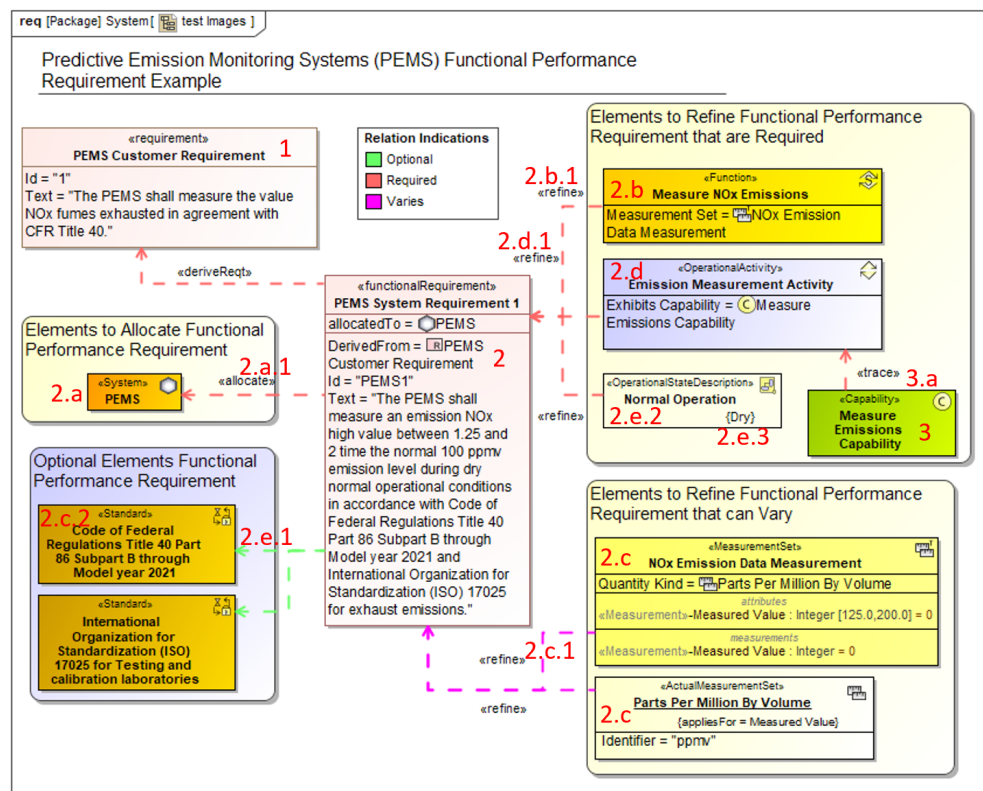 req [Package] System[ test Images ]
Predictive Emission Monitoring Systems (PEMS) Functional Performance
Requirement Example
«requirement»
PEMS Customer Requirement
1
Id = "1"
Text = "The PEMS shall measure the value
NOx fumes exhausted in agreement with
CFR Title 40."
Relation Indications
Optional
Required
Varies
Elements to Refine Functional Performance
Requirement that are Required
2.b.1
«refine»
2.b
«Function»
Measure NOx Emissions
Measurement Set = NOx Emission
Data Measurement
2.d.1
«refine»
2.d
«OperationalActivity»
Emission Measurement Activity
Exhibits Capability = C Measure
Emissions Capability
«deriveReqt»
«functionalRequirement»
PEMS System Requirement 1
allocatedTo = PEMS
2
DerivedFrom = R PEMS
Customer Requirement
Id = "PEMS1"
Text = "The PEMS shall
measure an emission NOx
high value between 1.25 and
2 time the normal 100 ppmv
emission level during dry
normal operational conditions
in accordance with Code of
Federal Regulations Title 40
Part 86 Subpart B through
Model year 2021 and
International Organization for
Standardization (ISO) 17025
for exhaust emissions."
Elements to Allocate Functional
Performance Requirement
2.a
«System»
PEMS
2.a.1
«allocate»
«refine»
«OperationalStateDescription»
Normal Operation
{Dry}
2.e.2
2.e.3
«trace»
3.a
«Capability»
C
Measure
Emissions
Capability
3
Optional Elements Functional
Performance Requirement
2.c.2
«Standard»
Code of Federal
Regulations Title 40 Part
86 Subpart B through
Model year 2021
2.e.1
«Standard»
International
Organization for
Standardization (ISO)
17025 for Testing and
calibration laboratories
Elements to Refine Functional Performance
Requirement that can Vary
2.c
«MeasurementSet»
NOx Emission Data Measurement
Quantity Kind = Parts Per Million By Volume
attributes
«Measurement»-Measured Value : Integer [125.0,200.0] = 0
measurements
«Measurement»-Measured Value : Integer = 0
2.c.1
«refine»
«refine»
2.c
«ActualMeasurementSet»
Parts Per Million By Volume
{appliesFor = Measured Value}
Identifier = "ppmv"